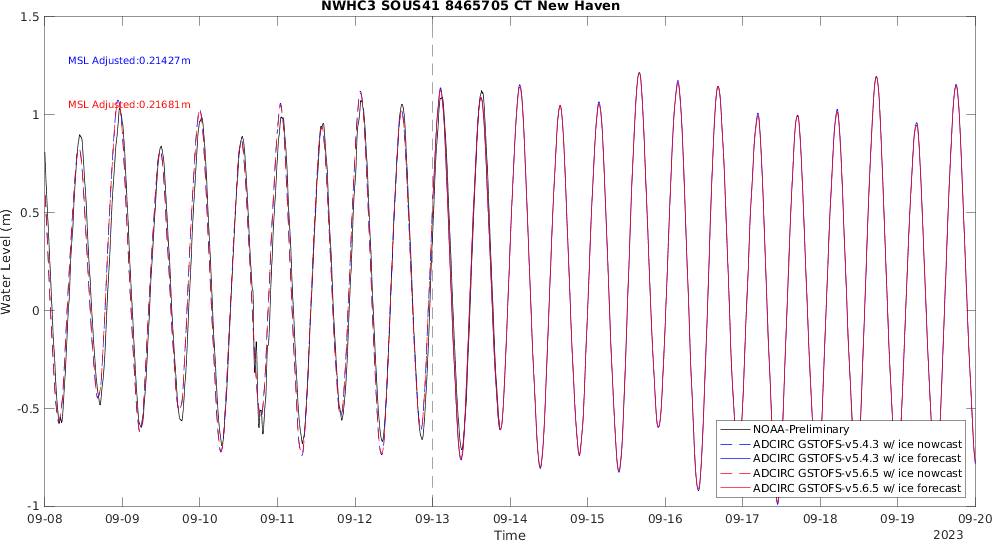 NWHC3 SOUS41 8465705 CT New Haven
1.5
1
0.5
0
-0.5
-1
Water Level (m)
MSL Adjusted:0.21427m
MSL Adjusted:0.21681m
NOAA-Preliminary
ADCIRC GSTOFS-v5.4.3 w/ ice nowcast
ADCIRC GSTOFS-v5.4.3 w/ ice forecast
ADCIRC GSTOFS-v5.6.5 w/ ice nowcast
ADCIRC GSTOFS-v5.6.5 w/ ice forecast
09-08 09-09 09-10 09-11 09-12 09-13 09-14 09-15 09-16 09-17 09-18 09-19 09-20
Time
2023